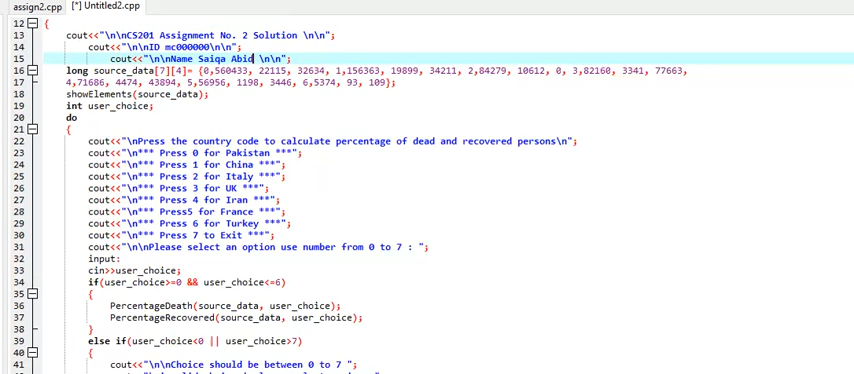 assign2.cpp [*] Untitled2.cpp
12 {
13 cout<<"\n\nCS201 Assignment No. 2 Solution \n\n";
14 cout<<"\n\nID mc000000\n\n";
15 cout<<"\n\nName Saiqa Abid \n\n";
16 long source_data[7][4]= {0,560433, 22115, 32634, 1,156363, 19899, 34211, 2,84279, 10612, 0, 3,82160, 3341, 77663,
17 4,71686, 4474, 43894, 5,56956, 1198, 3446, 6,5374, 93, 109};
18 showElements(source_data);
19 int user_choice;
20 do
21 {
22 cout<<"\nPress the country code to calculate percentage of dead and recovered persons\n";
23 cout<<"\n*** Press 0 for Pakistan ***";
24 cout<<"\n*** Press 1 for China ***";
25 cout<<"\n*** Press 2 for Italy ***";
26 cout<<"\n*** Press 3 for UK ***";
27 cout<<"\n*** Press 4 for Iran ***";
28 cout<<"\n*** Press5 for France ***";
29 cout<<"\n*** Press 6 for Turkey ***";
30 cout<<"\n*** Press 7 to Exit ***";
31 cout<<"\n\nPlease select an option use number from 0 to 7 : ";
32 input:
33 cin>>user_choice;
34 if(user_choice>=0 && user_choice<=6)
35 {
36 PercentageDeath(source_data, user_choice);
37 PercentageRecovered(source_data, user_choice);
38 }
39 else if(user_choice<0 || user_choice>7)
40 {
41 cout<<"\n\nChoice should be between 0 to 7 ";